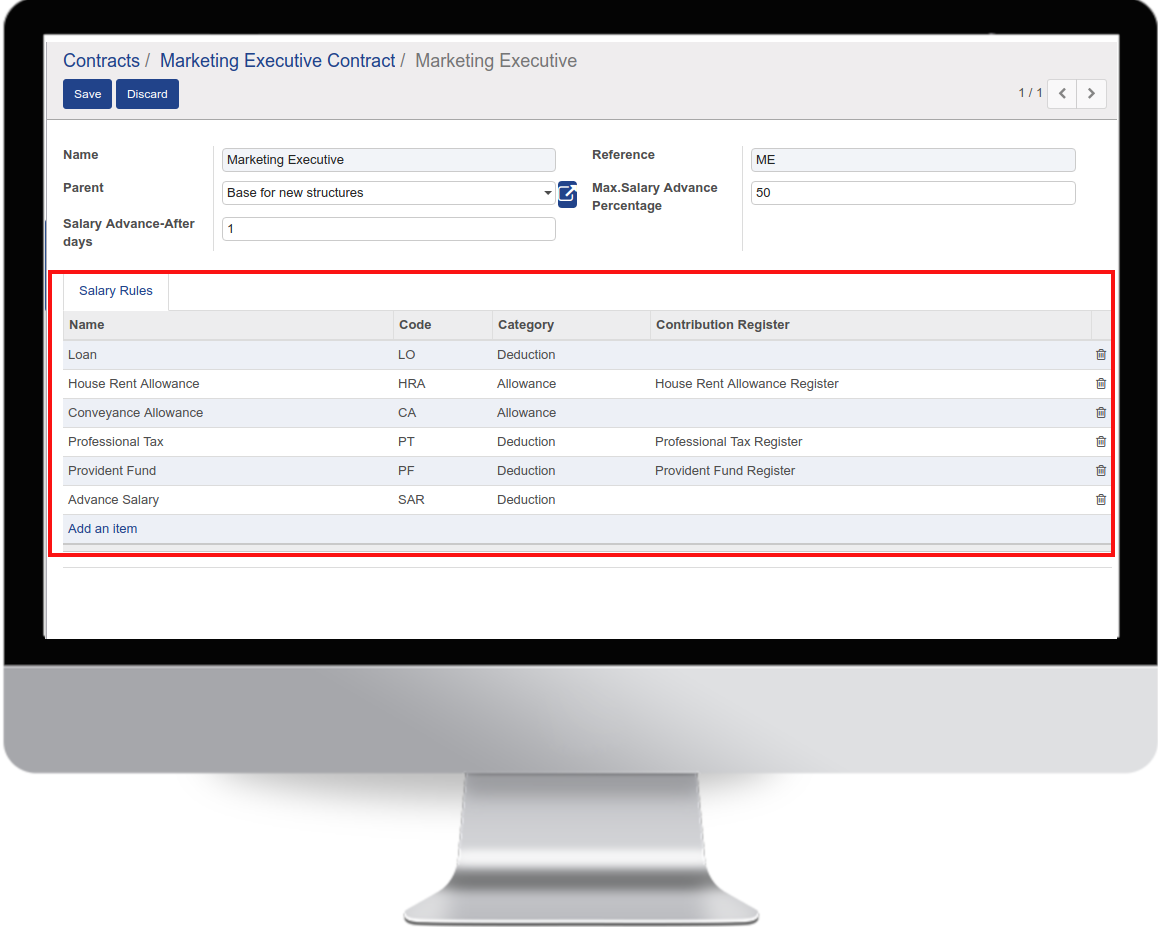 Contracts / Marketing Executive Contract / Marketing Executive
Save Discard 1 / 1
Name Marketing Executive Reference ME
Parent Base for new structures Max.Salary Advance Percentage 50
Salary Advance-After days 1
Salary Rules
Name Code Category Contribution Register
Loan LO Deduction
House Rent Allowance HRA Allowance House Rent Allowance Register
Conveyance Allowance CA Allowance
Professional Tax PT Deduction Professional Tax Register
Provident Fund PF Deduction Provident Fund Register
Advance Salary SAR Deduction
Add an item